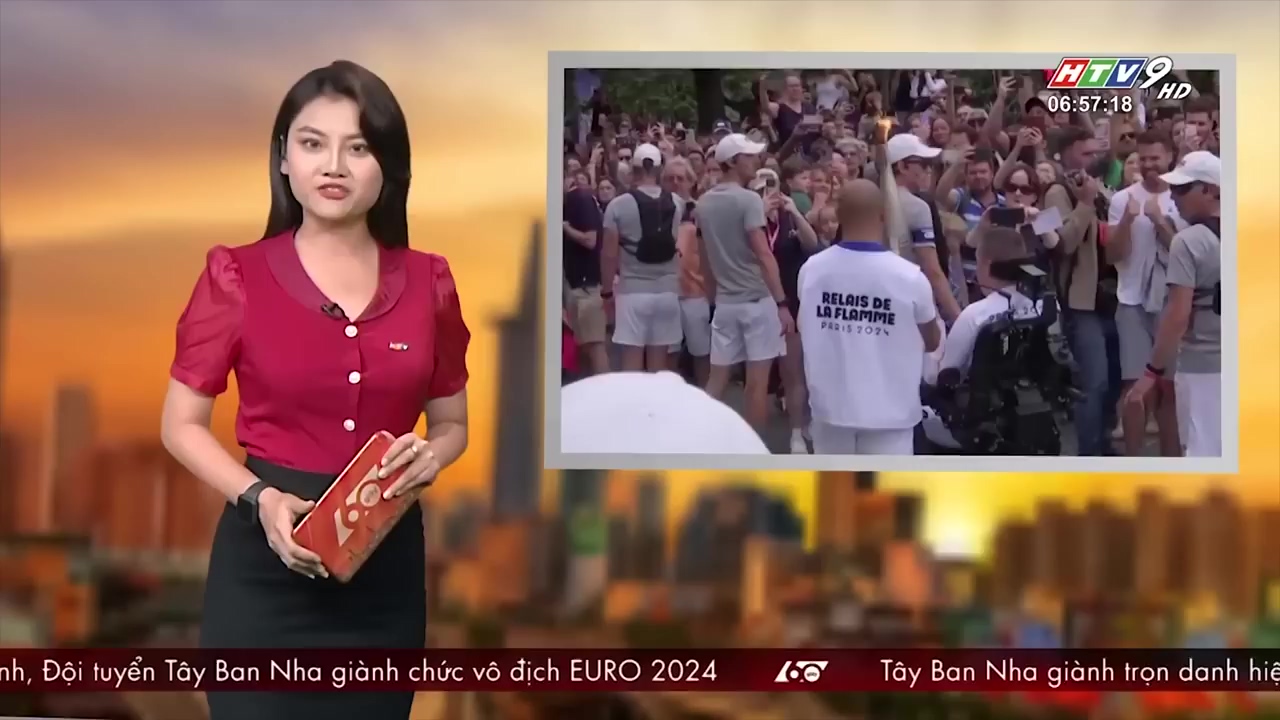 HTV9
HD
06:57:18
RELAIS DE
LA FLAMME
PARIS 2024
nh, Đội tuyển Tây Ban Nha giành chức vô địch EURO 2024
60
Tây Ban Nha giành trọn danh hiệ